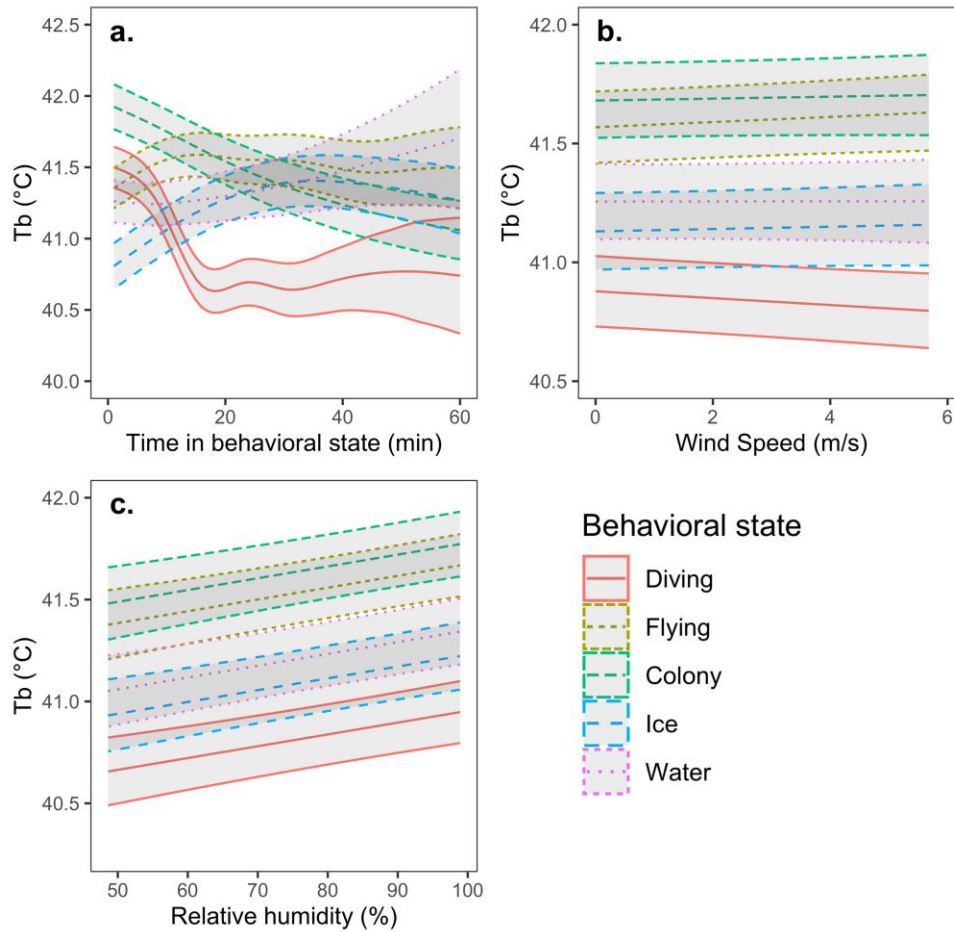 a.
42.5
42.0
41.5
41.0
40.5
40.0
Tb (°C)
0 20 40 60
Time in behavioral state (min)
b.
42.0
41.5
41.0
40.5
Tb (°C)
0 2 4 6
Wind Speed (m/s)
c.
42.0
41.5
41.0
40.5
Tb (°C)
50 60 70 80 90 100
Relative humidity (%)
Behavioral state
Diving
Flying
Colony
Ice
Water